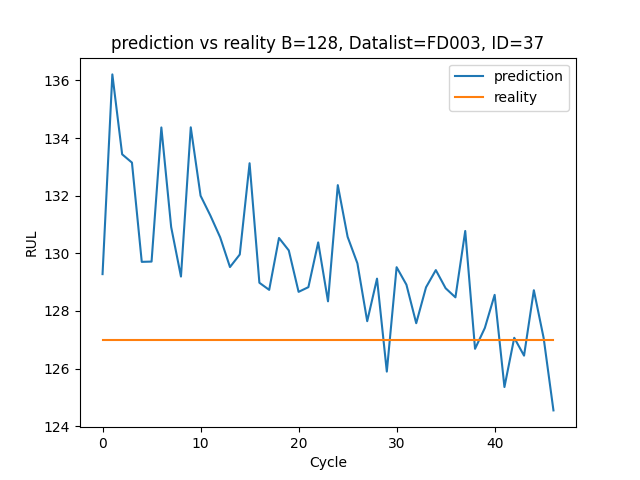 prediction vs reality B=128, Datalist=FD003, ID=37
prediction
reality
136
134
132
130
128
126
124
RUL
0 10 20 30 40
Cycle